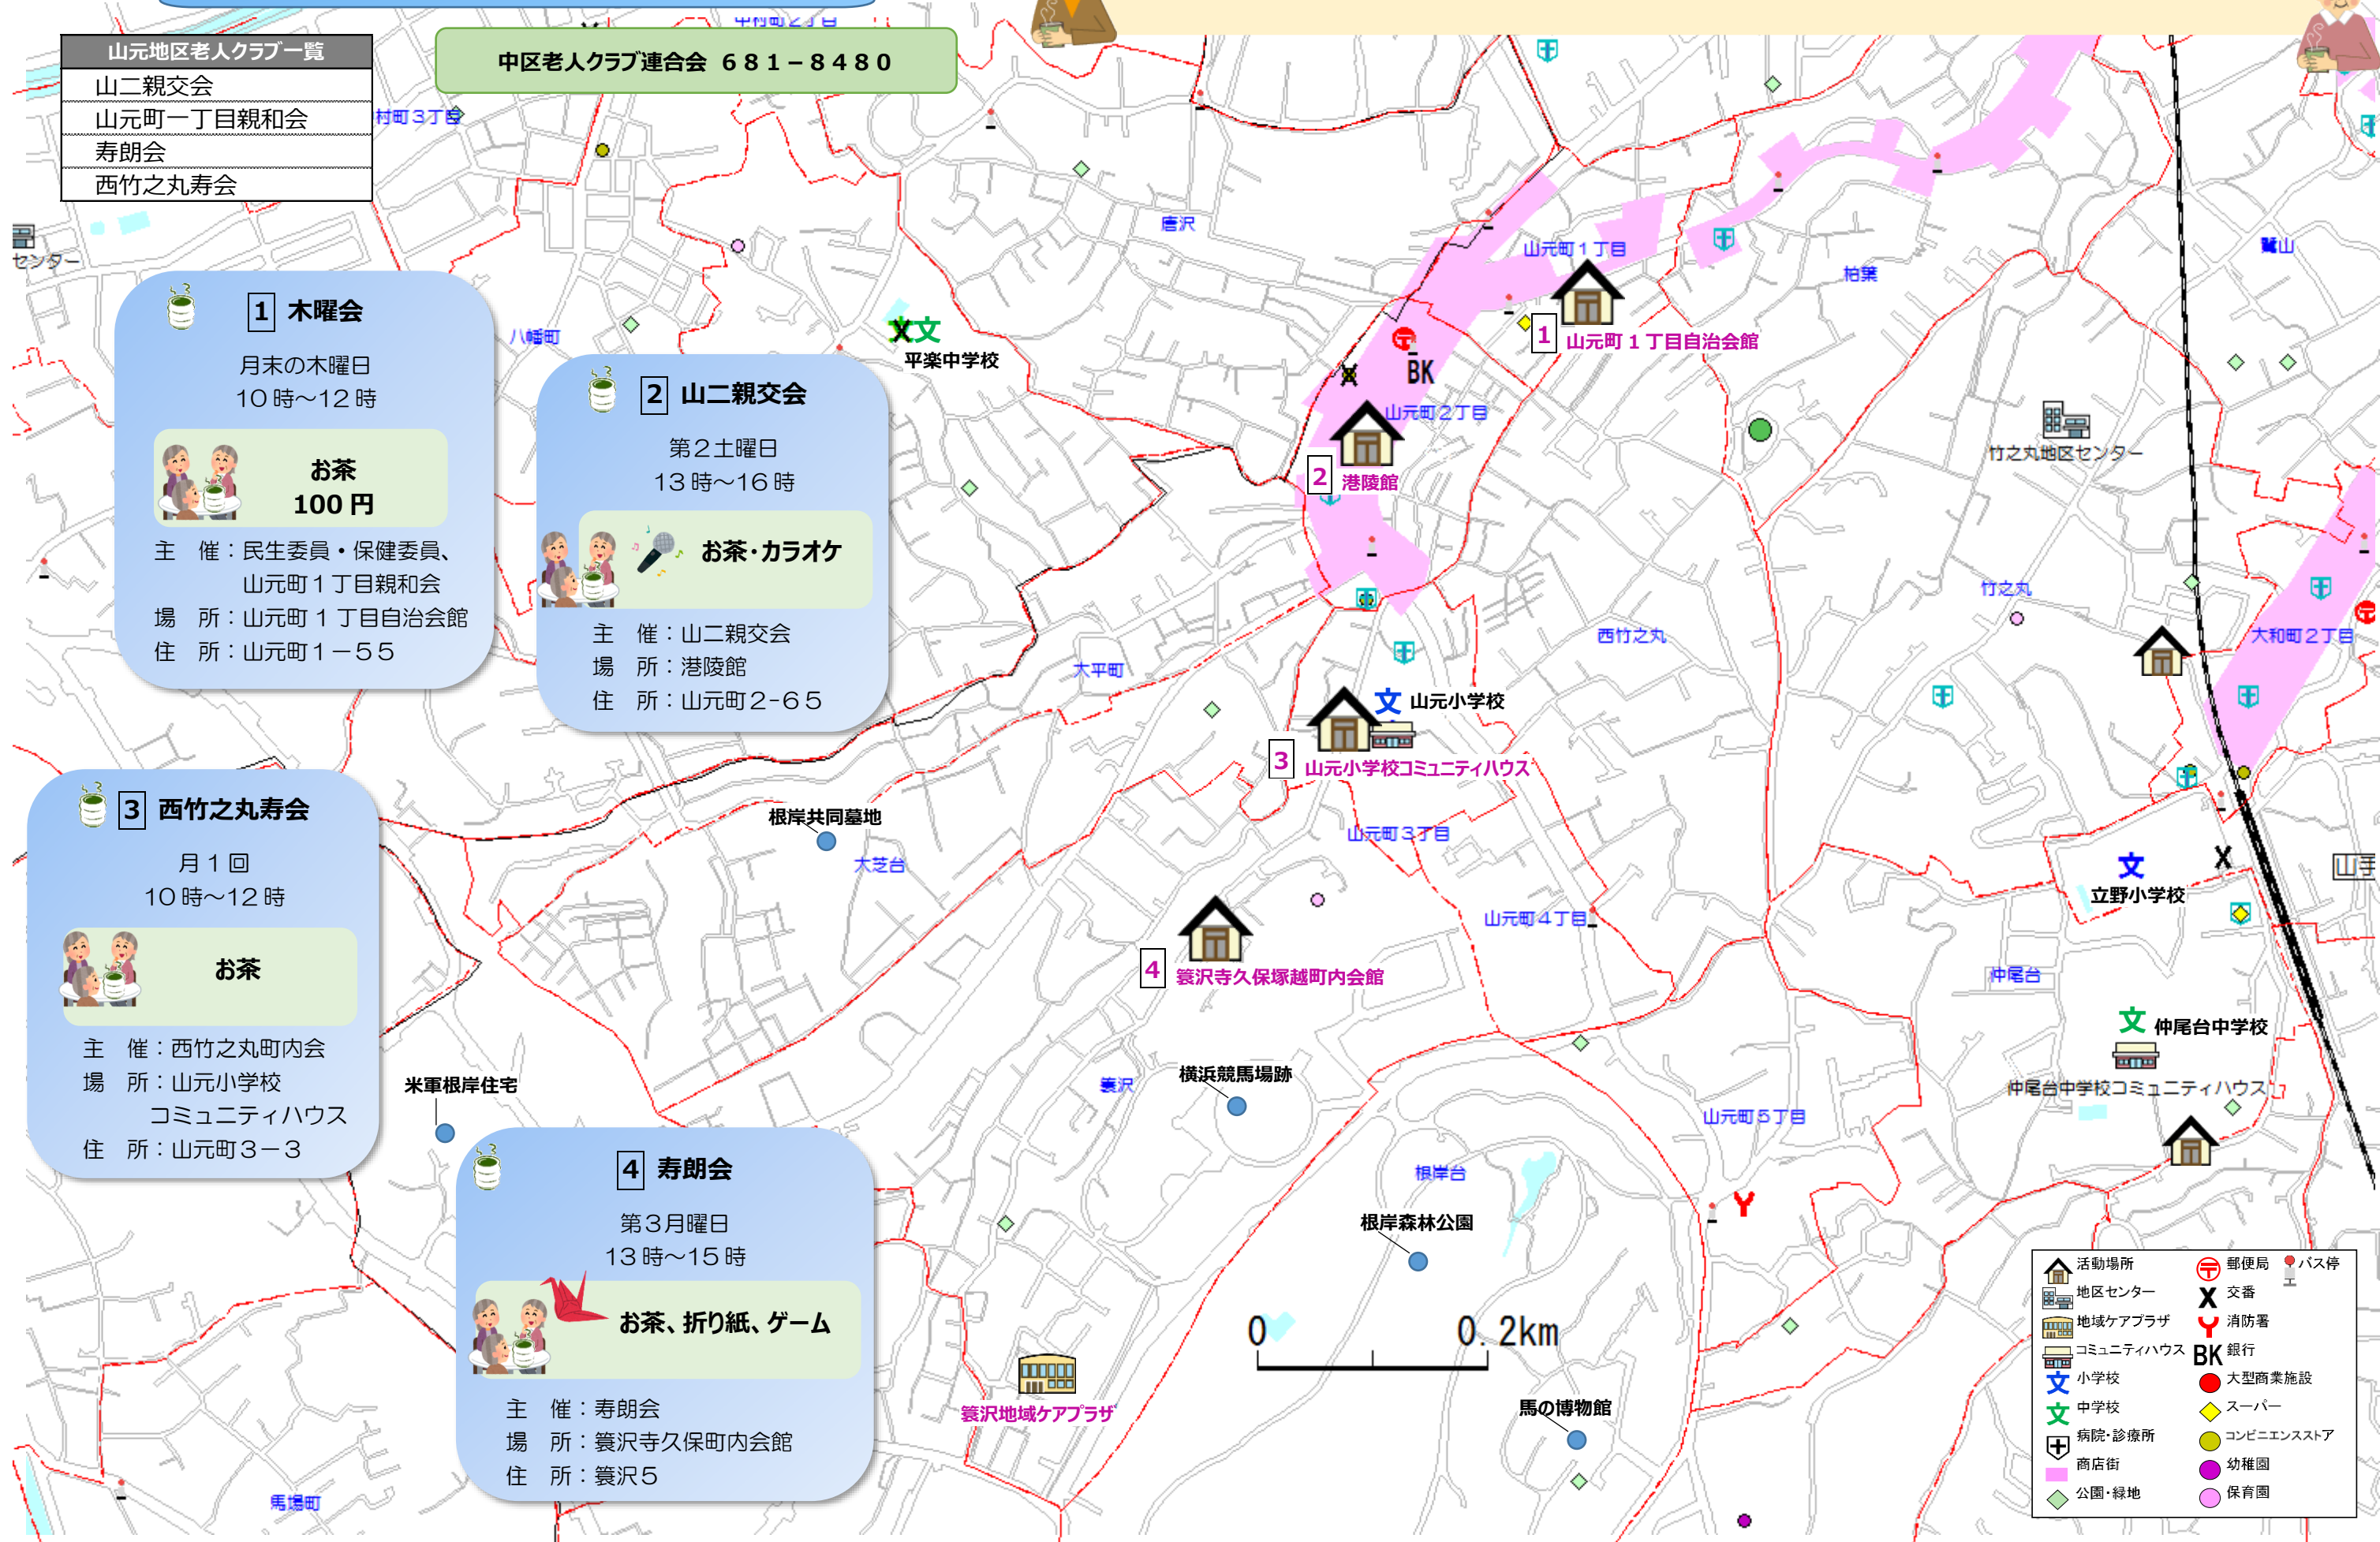 山元地区老人クラブ一覧
山二親交会
山元町一丁目親和会
寿朗会
西竹之丸寿会
中区老人クラブ連合会 ６８１－８４８０
中村町２丁目
村町３丁目
センター
唐沢
山元町１丁目
柏葉
鷺山
八幡町
平楽中学校
1 山元町１丁目自治会館
BK
山元町２丁目
2 港陵館
竹之丸地区センター
竹之丸
西竹之丸
大和町２丁目
大平町
山元小学校
3 山元小学校コミュニティハウス
山元町３丁目
根岸共同墓地
大芝台
山元町４丁目
立野小学校
山手
4 簑沢寺久保塚越町内会館
仲尾台
仲尾台中学校
仲尾台中学校コミュニティハウス
米軍根岸住宅
簑沢
横浜競馬場跡
山元町５丁目
根岸台
根岸森林公園
0 0.2km
簑沢地域ケアプラザ
馬の博物館
馬場町
1 木曜会
月末の木曜日
１０時～１２時
お茶
100円
主　催：民生委員・保健委員、
山元町１丁目親和会
場　所：山元町１丁目自治会館
住　所：山元町１－５５
2 山二親交会
第２土曜日
１３時～１６時
お茶・カラオケ
主　催：山二親交会
場　所：港陵館
住　所：山元町２-６５
3 西竹之丸寿会
月１回
１０時～１２時
お茶
主　催：西竹之丸町内会
場　所：山元小学校
コミュニティハウス
住　所：山元町３－３
4 寿朗会
第３月曜日
１３時～１５時
お茶、折り紙、ゲーム
主　催：寿朗会
場　所：簑沢寺久保町内会館
住　所：簑沢５
活動場所
地区センター
地域ケアプラザ
コミュニティハウス
文 小学校
文 中学校
病院・診療所
商店街
公園・緑地
郵便局
バス停
X 交番
Y 消防署
BK 銀行
大型商業施設
スーパー
コンビニエンスストア
幼稚園
保育園